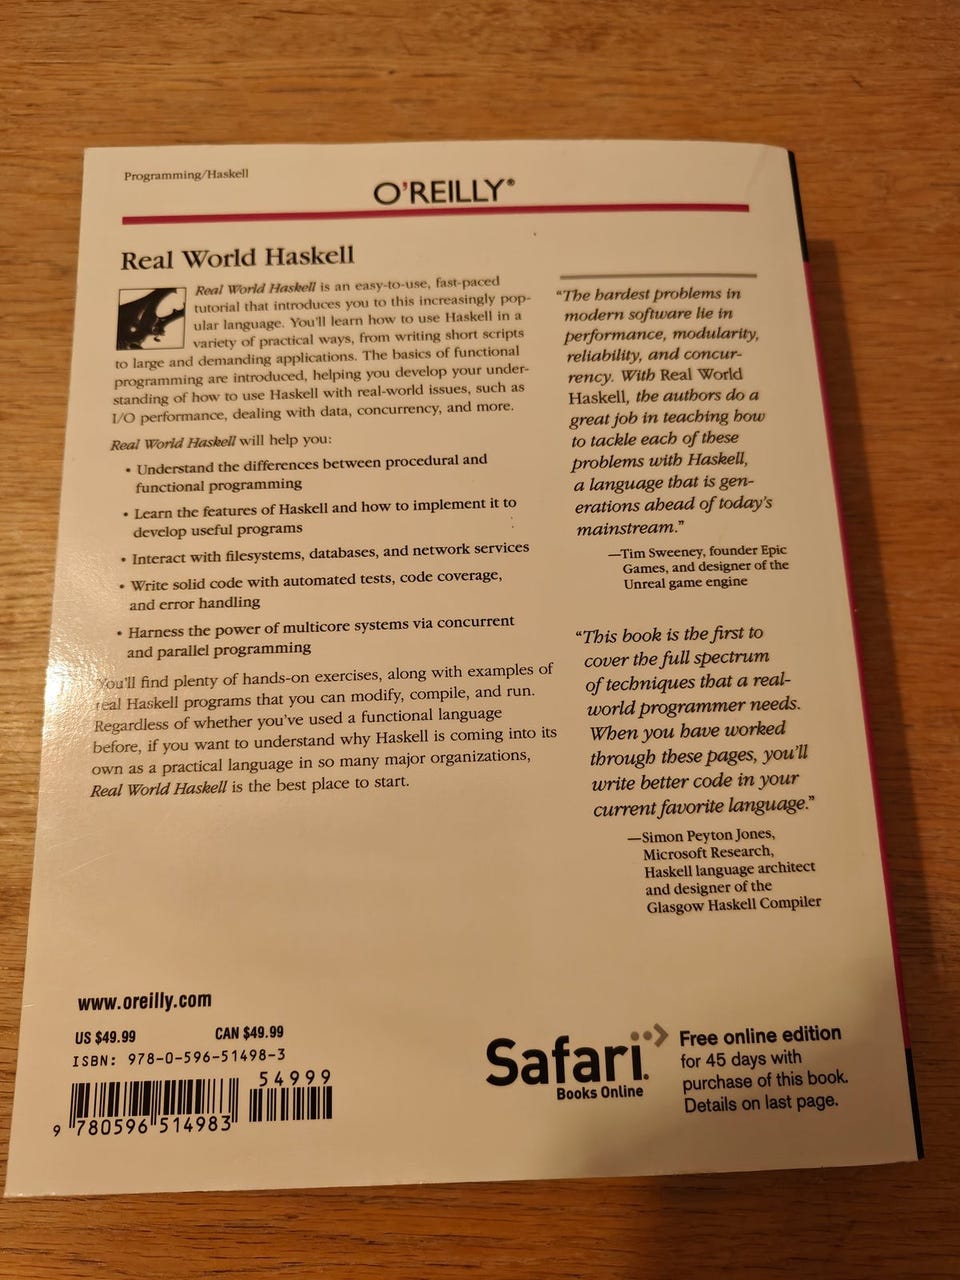 Programming/Haskell
O'REILLY®
Real World Haskell
Real World Haskell is an easy-to-use, fast-paced
tutorial that introduces you to this increasingly pop-
ular language. You'll learn how to use Haskell in a
variety of practical ways, from writing short scripts
to large and demanding applications. The basics of functional
programming are introduced, helping you develop your under-
standing of how to use Haskell with real-world issues, such as
I/O performance, dealing with data, concurrency, and more.
Real World Haskell will help you:
• Understand the differences between procedural and
functional programming
• Learn the features of Haskell and how to implement it to
develop useful programs
• Interact with filesystems, databases, and network services
• Write solid code with automated tests, code coverage,
and error handling
• Harness the power of multicore systems via concurrent
and parallel programming
You'll find plenty of hands-on exercises, along with examples of
real Haskell programs that you can modify, compile, and run.
Regardless of whether you've used a functional language
before, if you want to understand why Haskell is coming into its
own as a practical language in so many major organizations,
Real World Haskell is the best place to start.
“The hardest problems in
modern software lie in
performance, modularity,
reliability, and concur-
rency. With Real World
Haskell, the authors do a
great job in teaching how
to tackle each of these
problems with Haskell,
a language that is gen-
erations ahead of today's
mainstream.”
—Tim Sweeney, founder Epic
Games, and designer of the
Unreal game engine
“This book is the first to
cover the full spectrum
of techniques that a real-
world programmer needs.
When you have worked
through these pages, you'll
write better code in your
current favorite language.”
—Simon Peyton Jones,
Microsoft Research,
Haskell language architect
and designer of the
Glasgow Haskell Compiler
www.oreilly.com
US $49.99 CAN $49.99
ISBN: 978-0-596-51498-3
54999
9 780596 514983
Safari
Books Online
Free online edition
for 45 days with
purchase of this book.
Details on last page.